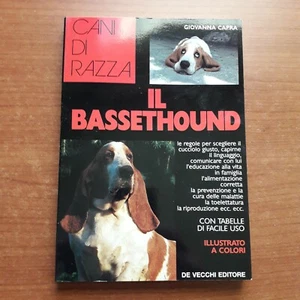 CANI
DI
RAZZA
GIOVANNA CAPRA
IL
BASSETHOUND
le regole per scegliere il
cucciolo giusto, capirne
il linguaggio,
comunicare con lui
l'educazione alla vita
in famiglia
l'alimentazione
corretta
la prevenzione e la
cura delle malattie
la toelettatura
la riproduzione ecc. ecc.
CON TABELLE
DI FACILE USO
ILLUSTRATO
A COLORI
DE VECCHI EDITORE